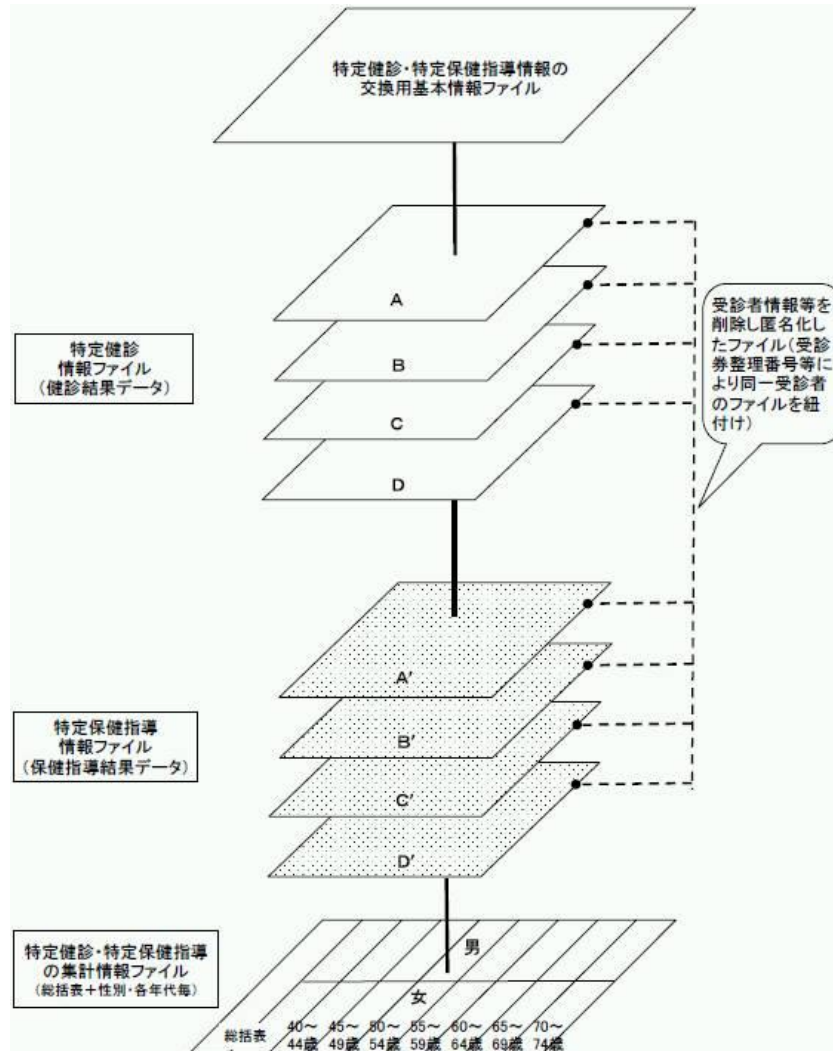 特定健診・特定保健指導情報の
交換用基本情報ファイル
A
B
C
D
特定健診
情報ファイル
(健診結果データ)
受診者情報等を
削除し匿名化し
たファイル(受診
券整理番号等に
より同一受診者
のファイルを紐
付け)
A′
B′
C′
D′
特定保健指導
情報ファイル
(保健指導結果データ)
特定健診・特定保健指導
の集計情報ファイル
(総括表+性別・各年代毎)
男
女
総括表
40～ 45～ 50～ 55～ 60～ 65～ 70～
44歳 49歳 54歳 59歳 64歳 69歳 74歳